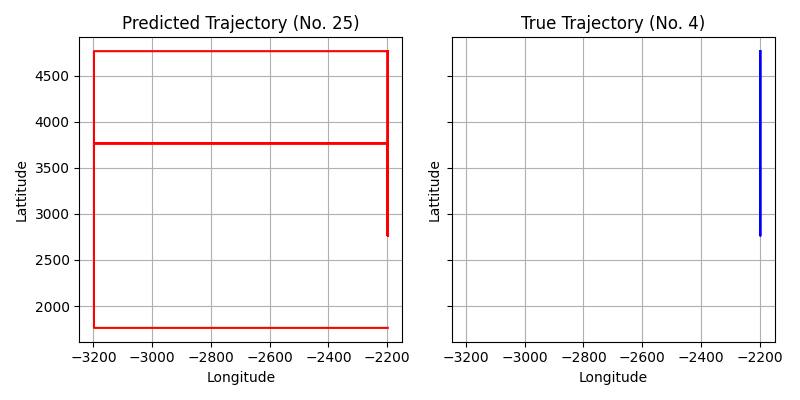 Predicted Trajectory (No. 25)
True Trajectory (No. 4)
Lattitude
4500
4000
3500
3000
2500
2000
−3200 −3000 −2800 −2600 −2400 −2200
Longitude
Lattitude
−3200 −3000 −2800 −2600 −2400 −2200
Longitude